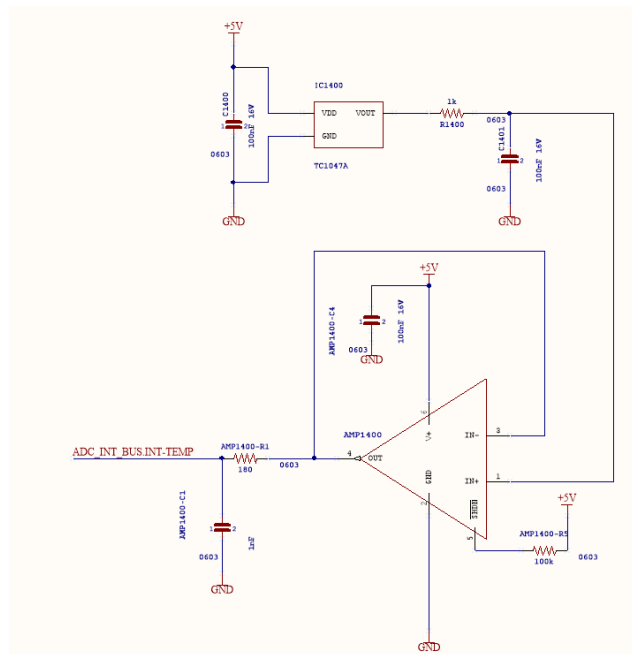 +5V
IC1400
C1400
1 2
100nF 16V
0603
VDD VOUT
GND
TC1047A
1k
R1400
0603
C1401
1 2
100nF 16V
0603
GND
GND
+5V
AMP1400-C4
1 2
100nF 16V
0603
GND
AMP1400
V+
IN- 3
4 OUT
GND
IN+ 1
2
SHDN
5
ADC_INT_BUS.INT-TEMP
AMP1400-R1
180
0603
AMP1400-C1
1 2
1nF
0603
GND
+5V
AMP1400-R5
100k
0603
GND